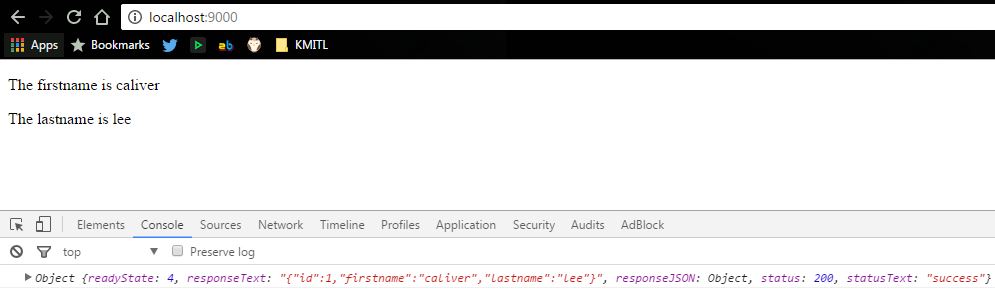 localhost:9000
Apps Bookmarks ab KMITL
The firstname is caliver
The lastname is lee
Elements Console Sources Network Timeline Profiles Application Security Audits AdBlock
top Preserve log
Object {readyState: 4, responseText: "{"id":1,"firstname":"caliver","lastname":"lee"}", responseJSON: Object, status: 200, statusText: "success"}